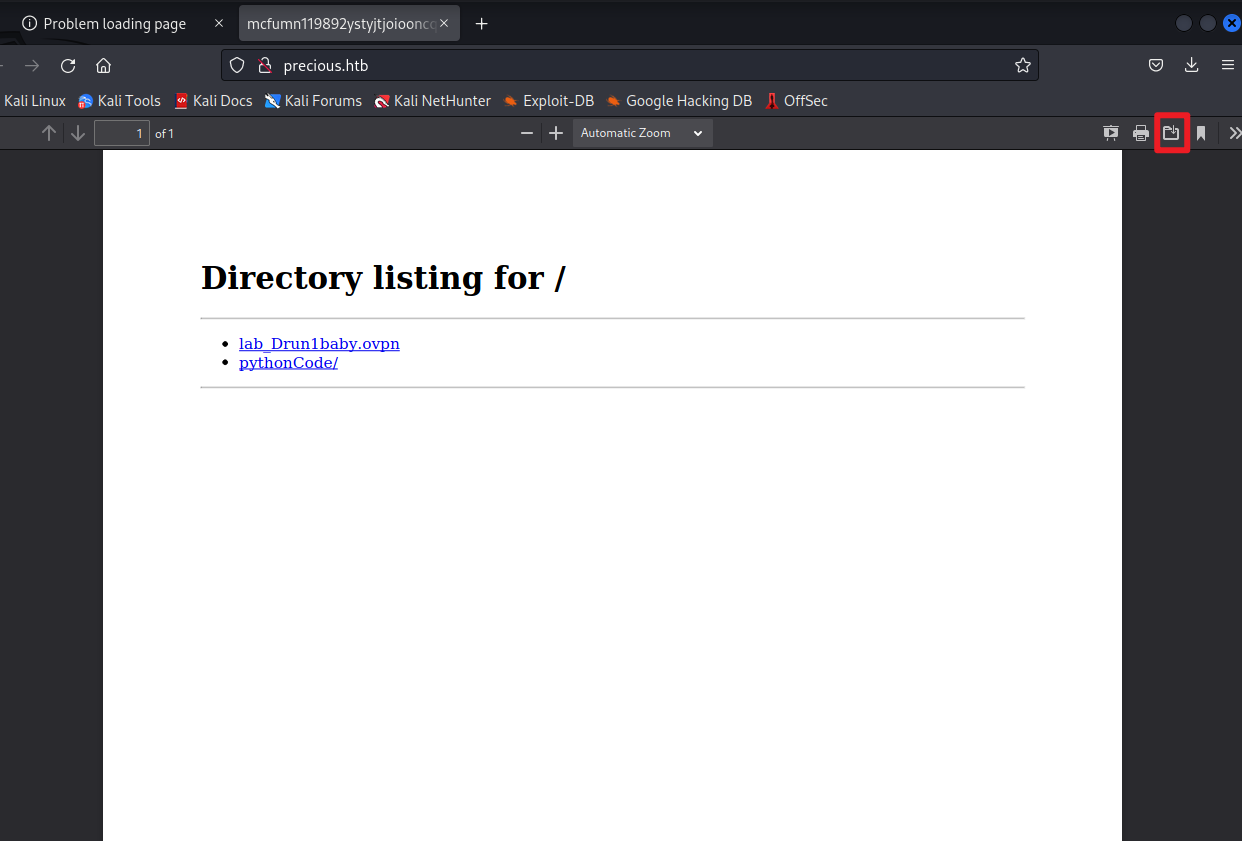 Problem loading page
mcfumn119892ystyjtjoiooncq
precious.htb
Kali Linux Kali Tools Kali Docs Kali Forums Kali NetHunter Exploit-DB Google Hacking DB OffSec
1 of 1 Automatic Zoom
Directory listing for /
lab_Drun1baby.ovpn
pythonCode/